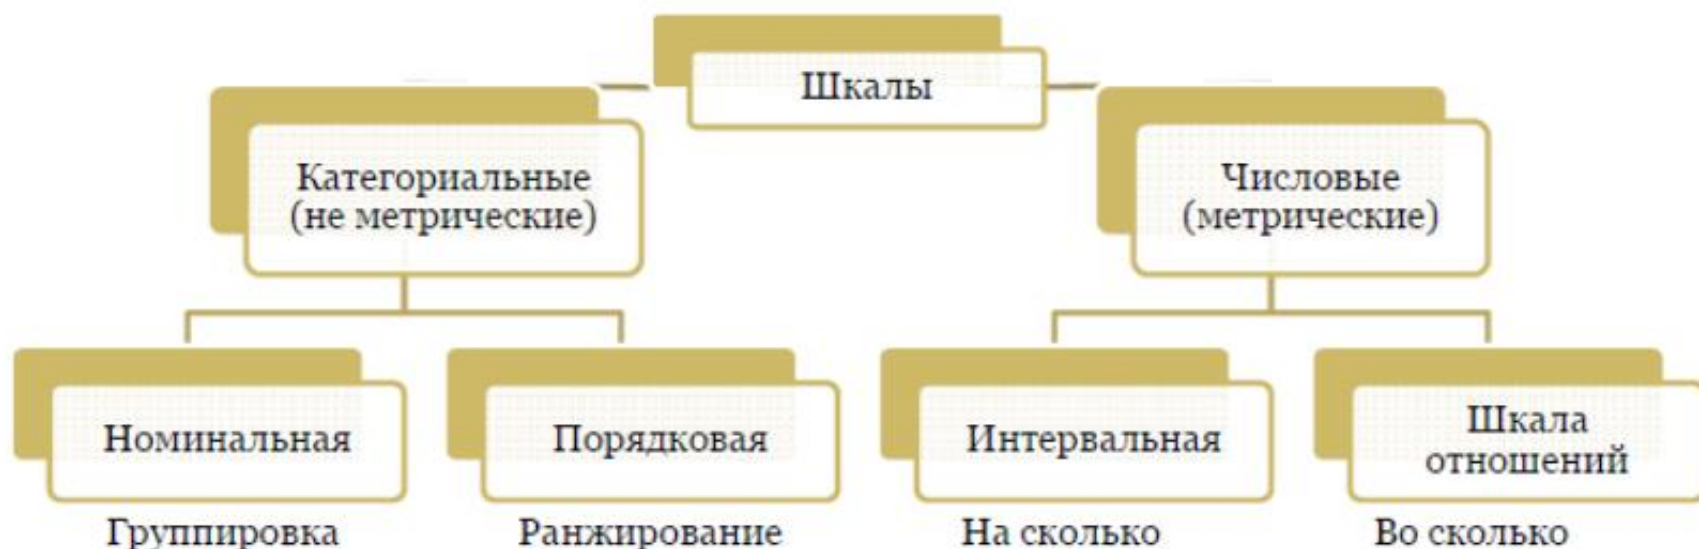 Шкалы
Категориальные
(не метрические)
Числовые
(метрические)
Номинальная
Порядковая
Интервальная
Шкала
отношений
Группировка
Ранжирование
На сколько
Во сколько